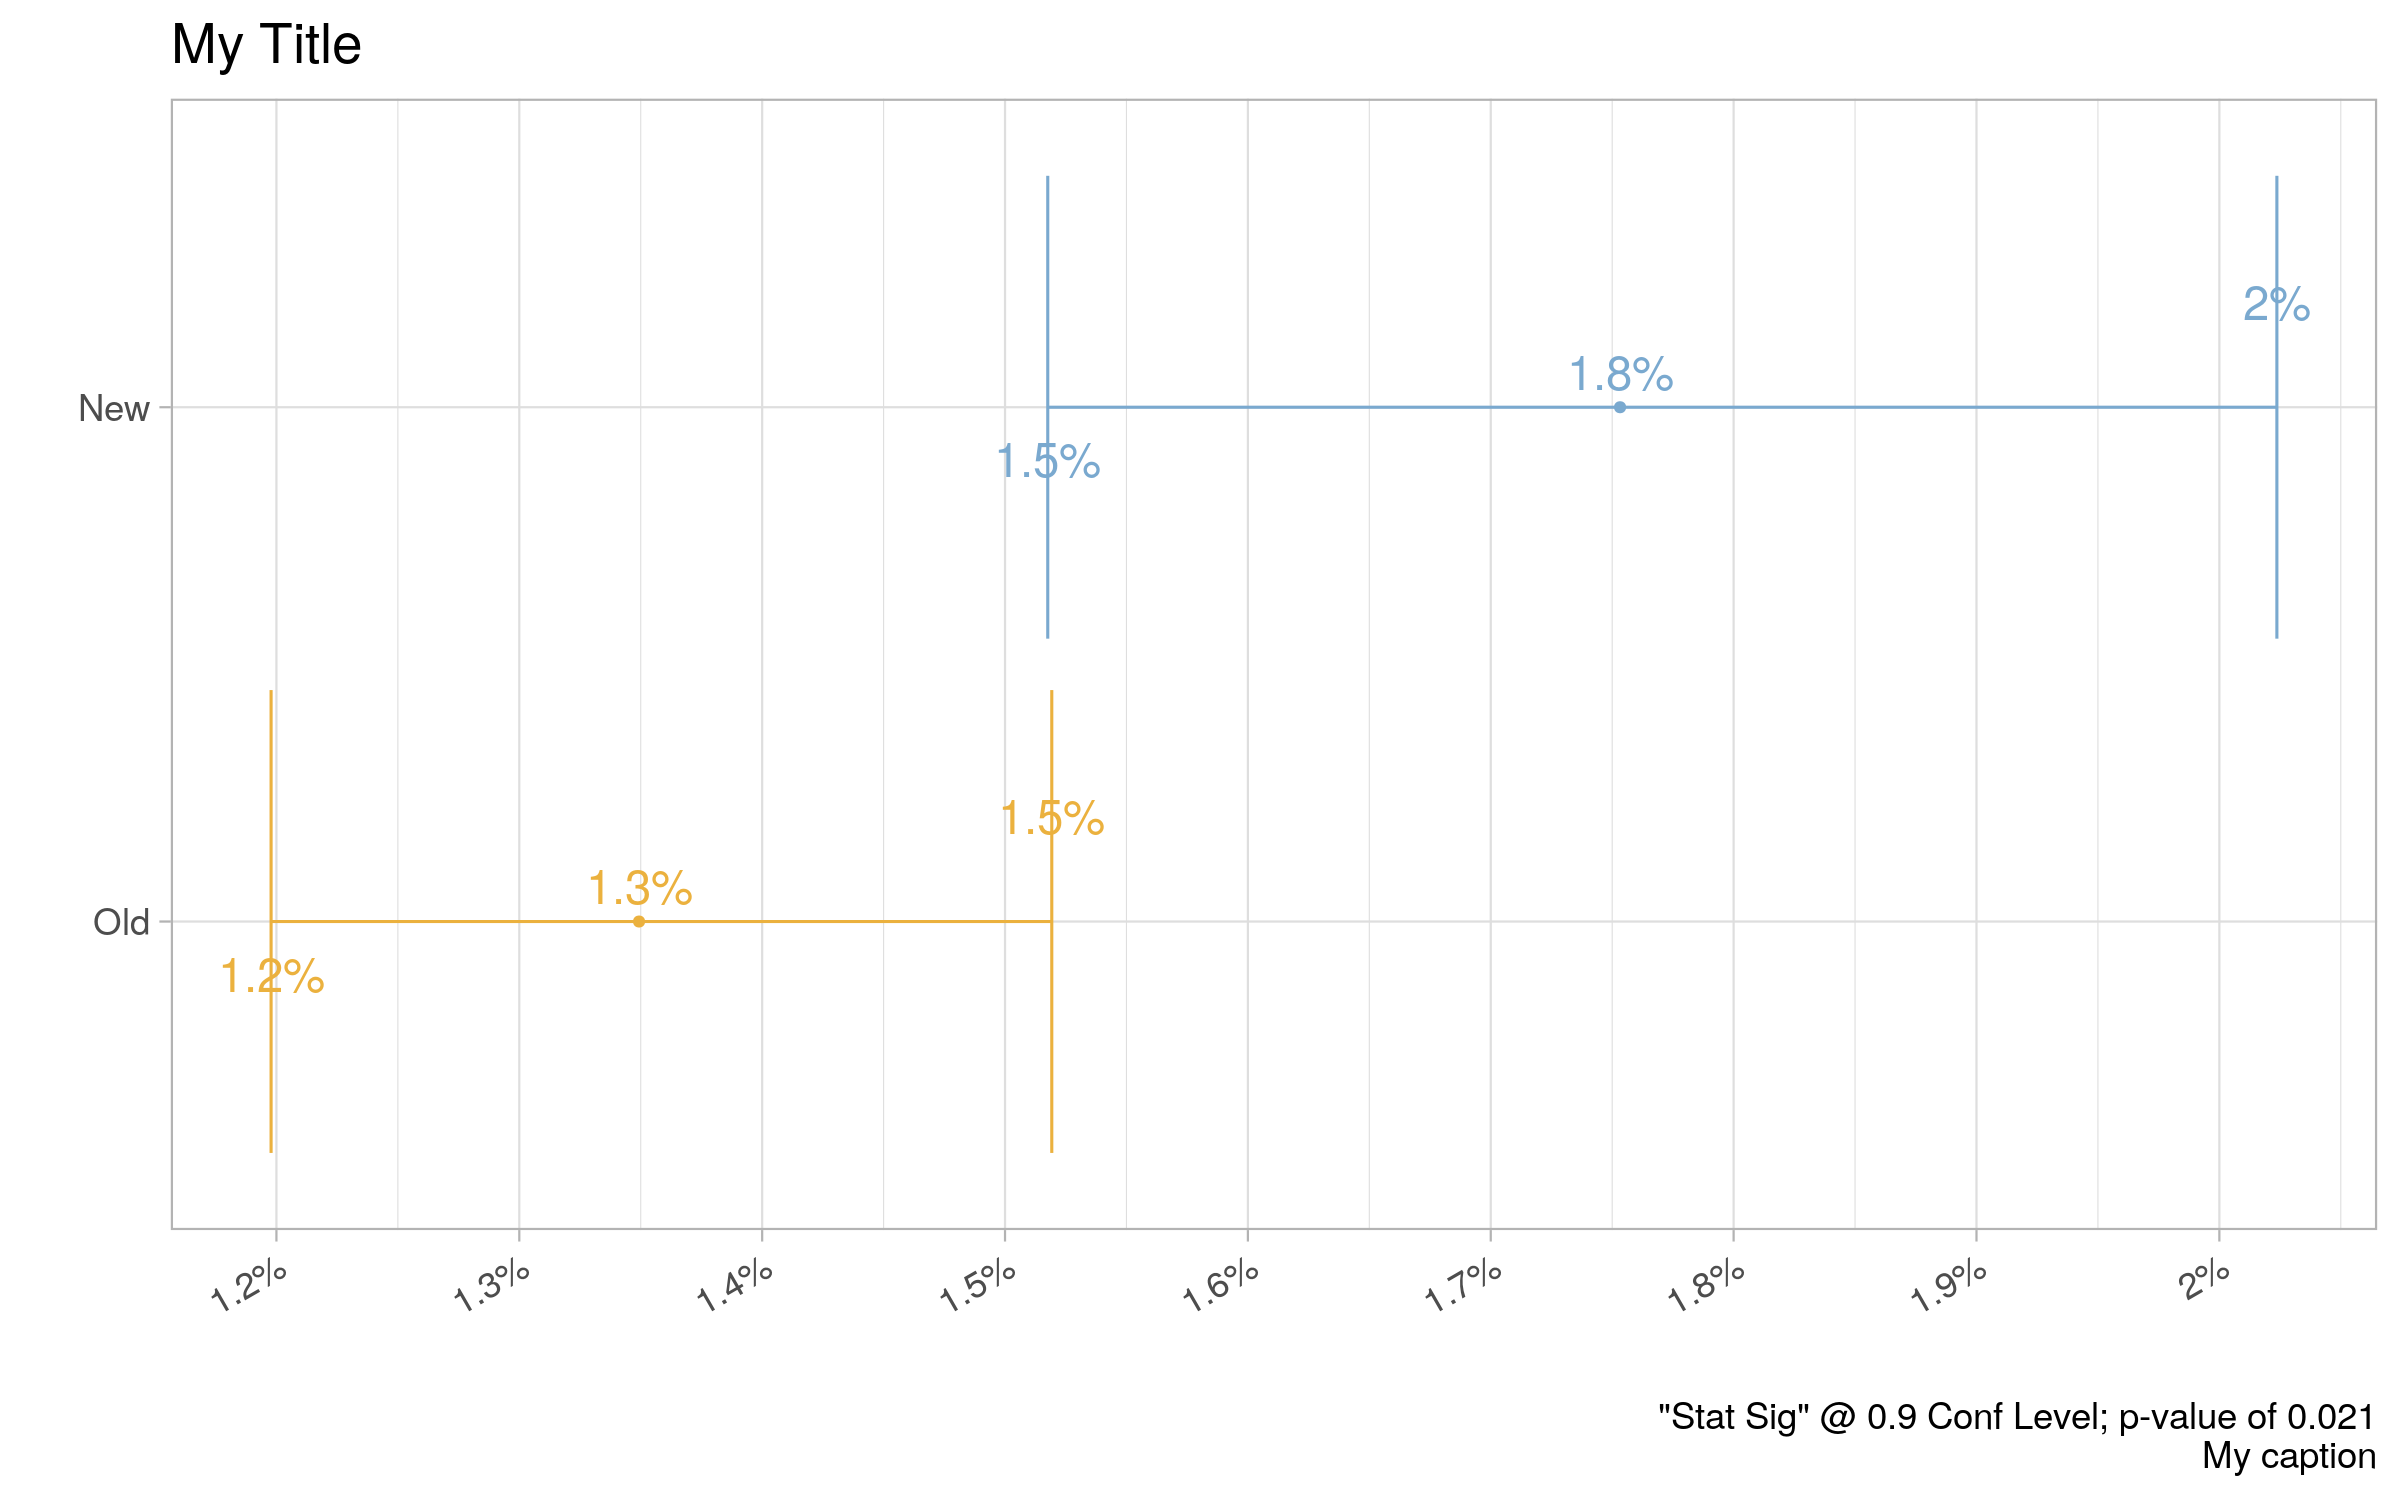 My Title
2%
1.8%
New
1.5%
1.5%
1.3%
Old
1.2%
1.2% 1.3% 1.4% 1.5% 1.6% 1.7% 1.8% 1.9% 2%
"Stat Sig" @ 0.9 Conf Level; p-value of 0.021
My caption